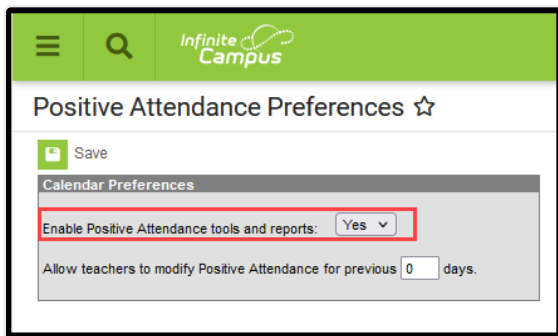 Infinite
Campus
Positive Attendance Preferences
Save
Calendar Preferences
Enable Positive Attendance tools and reports: Yes
Allow teachers to modify Positive Attendance for previous 0 days.